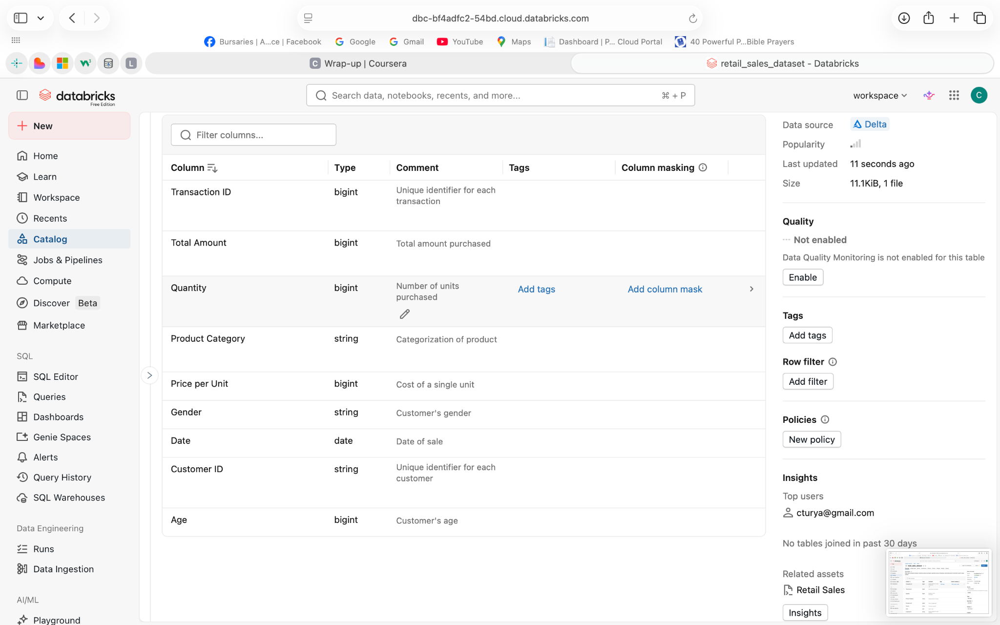 dbc-bf4adfc2-54bd.cloud.databricks.com
Bursaries | A...ce | Facebook
Google
Gmail
YouTube
Maps
Dashboard | P... Cloud Portal
40 Powerful P...Bible Prayers
W3
L
C
Wrap-up | Coursera
retail_sales_dataset - Databricks
databricks
Free Edition
Search data, notebooks, recents, and more...
⌘ + P
workspace
C
New
Home
Learn
Workspace
Recents
Catalog
Jobs & Pipelines
Compute
Discover Beta
Marketplace
SQL
SQL Editor
Queries
Dashboards
Genie Spaces
Alerts
Query History
SQL Warehouses
Data Engineering
Runs
Data Ingestion
AI/ML
Playground
Filter columns...
Column Type Comment Tags Column masking
Transaction ID bigint Unique identifier for each
transaction
Total Amount bigint Total amount purchased
Quantity bigint Number of units
purchased
Add tags Add column mask
Product Category string Categorization of product
Price per Unit bigint Cost of a single unit
Gender string Customer's gender
Date date Date of sale
Customer ID string Unique identifier for each
customer
Age bigint Customer's age
Data source Delta
Popularity
Last updated 11 seconds ago
Size 11.1KiB, 1 file
Quality
Not enabled
Data Quality Monitoring is not enabled for this table
Enable
Tags
Add tags
Row filter
Add filter
Policies
New policy
Insights
Top users
cturya@gmail.com
No tables joined in past 30 days
Related assets
Retail Sales
Insights